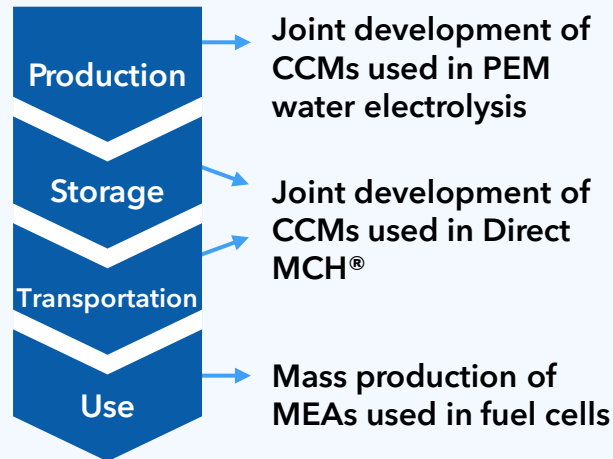 Production
Joint development of
CCMs used in PEM
water electrolysis
Storage
Transportation
Joint development of
CCMs used in Direct
MCH®
Use
Mass production of
MEAs used in fuel cells